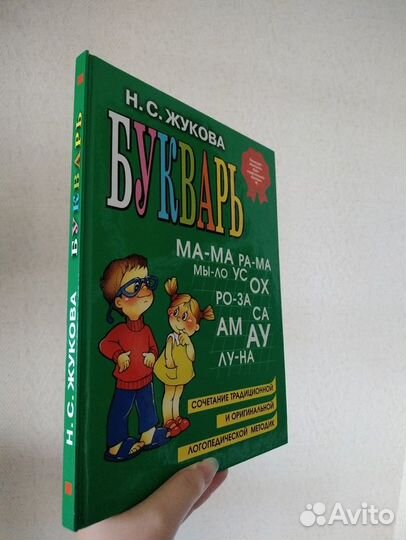 Н. С. ЖУКОВА
БУКВАРЬ
МА-МА РА-МА
МЫ-ЛО УС
ОХ
РО-ЗА
СА
АМ АУ
ЛУ-НА
СОЧЕТАНИЕ ТРАДИЦИОННОЙ
И ОРИГИНАЛЬНОЙ
ЛОГОПЕДИЧЕСКОЙ МЕТОДИК
Н. С. ЖУКОВА БУКВАРЬ
Avito